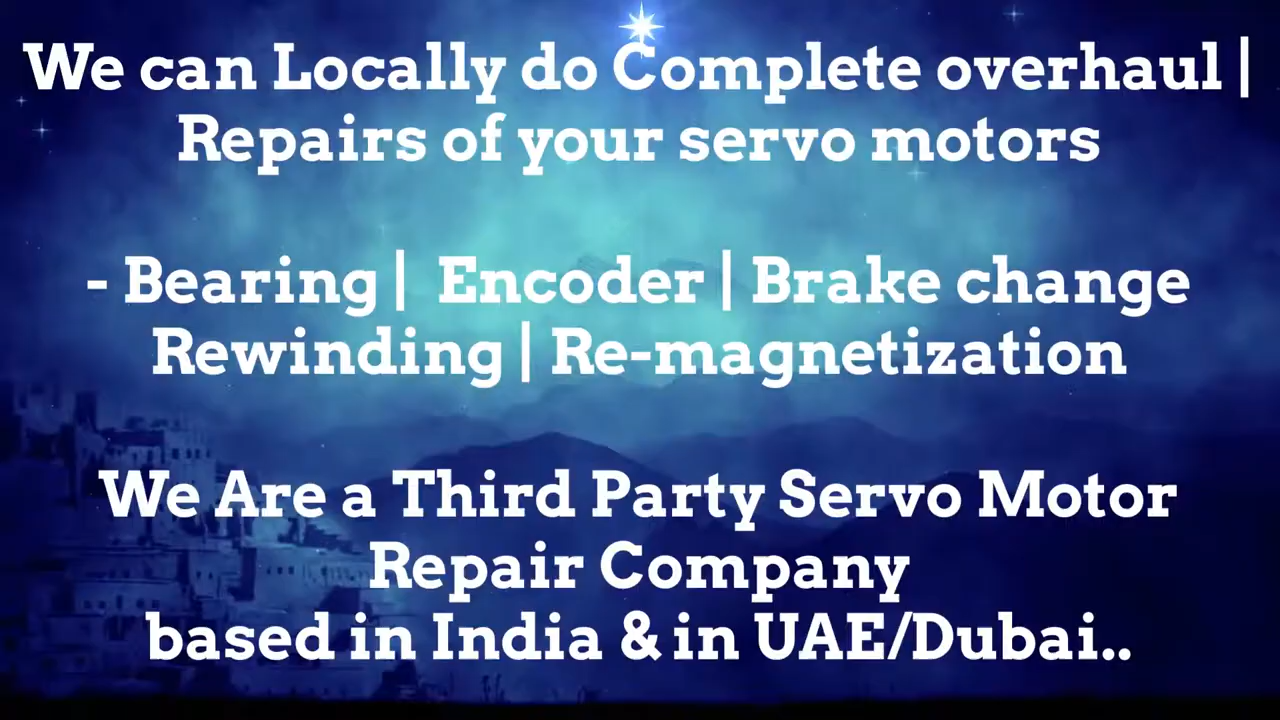 We can Locally do Complete overhaul |
Repairs of your servo motors
- Bearing | Encoder | Brake change
Rewinding | Re-magnetization
We Are a Third Party Servo Motor
Repair Company
based in India & in UAE/Dubai..